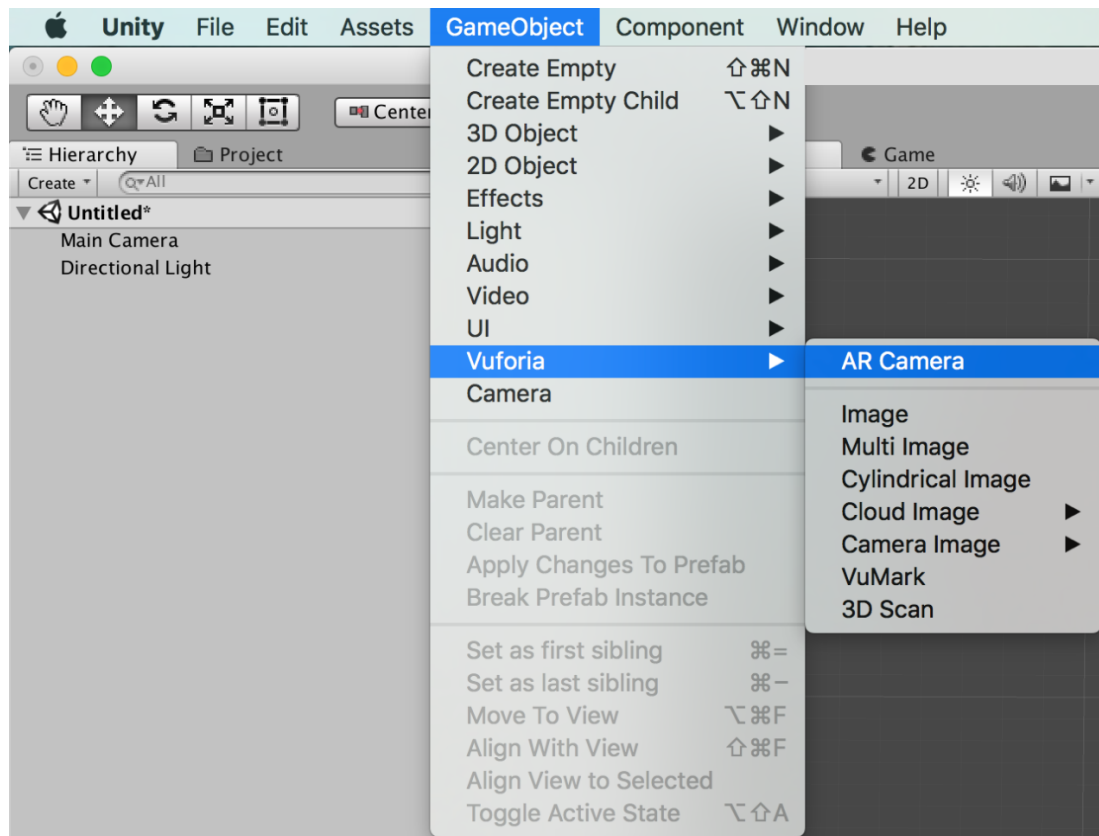 Unity File Edit Assets GameObject Component Window Help
Center
Hierarchy Project
Game
Create All
2D
Untitled*
Main Camera
Directional Light
Create Empty ⇧⌘N
Create Empty Child ⌥⇧N
3D Object
2D Object
Effects
Light
Audio
Video
UI
Vuforia
Camera
Center On Children
Make Parent
Clear Parent
Apply Changes To Prefab
Break Prefab Instance
Set as first sibling ⌘=
Set as last sibling ⌘−
Move To View ⌥⌘F
Align With View ⇧⌘F
Align View to Selected
Toggle Active State ⌥⇧A
AR Camera
Image
Multi Image
Cylindrical Image
Cloud Image
Camera Image
VuMark
3D Scan